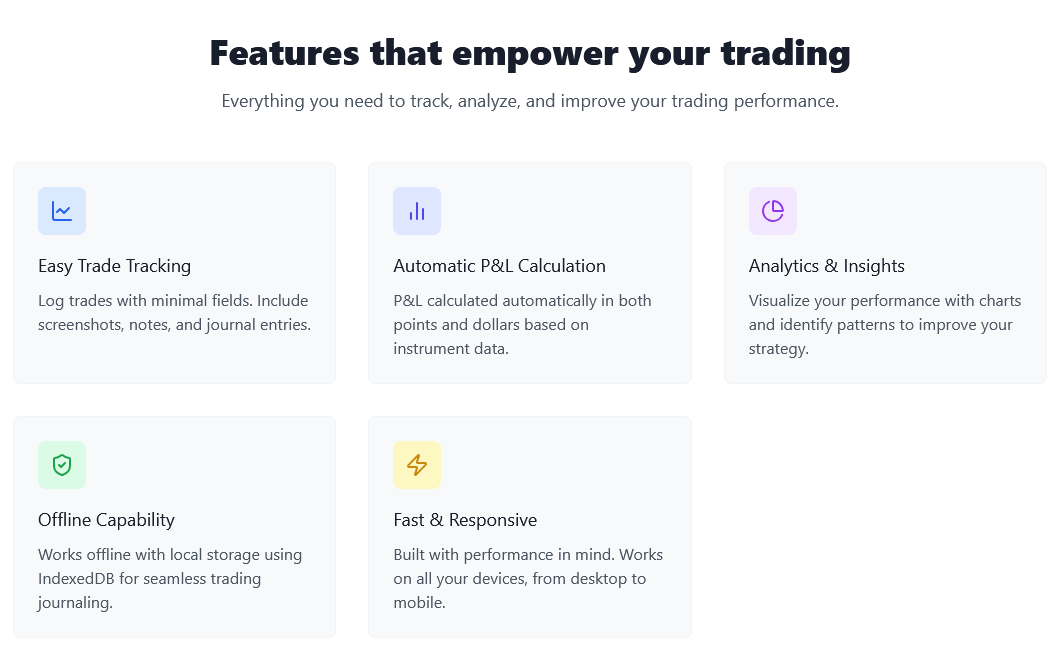 Features that empower your trading
Everything you need to track, analyze, and improve your trading performance.
Easy Trade Tracking
Log trades with minimal fields. Include
screenshots, notes, and journal entries.
Automatic P&L Calculation
P&L calculated automatically in both
points and dollars based on
instrument data.
Analytics & Insights
Visualize your performance with charts
and identify patterns to improve your
strategy.
Offline Capability
Works offline with local storage using
IndexedDB for seamless trading
journaling.
Fast & Responsive
Built with performance in mind. Works
on all your devices, from desktop to
mobile.